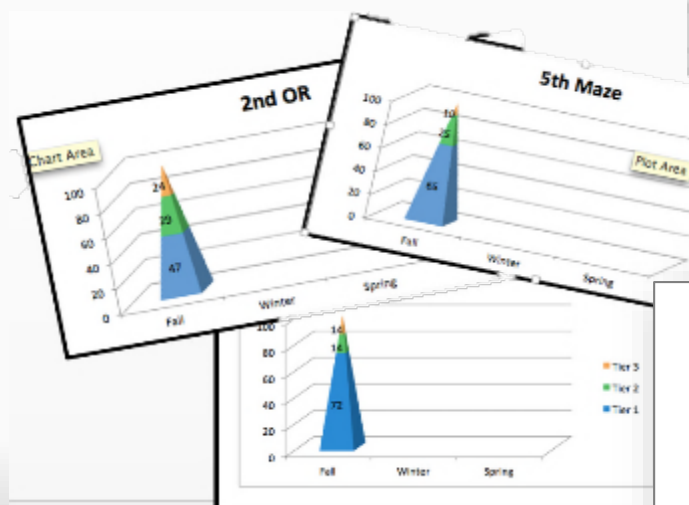 2nd OR
Chart Area
100
80
60
40
20
0
24
29
47
Fall
Winter
Spring
5th Maze
Plot Area
100
80
60
40
20
0
10
25
65
Fall
Winter
Spring
100
80
60
40
20
0
14
14
72
Fall
Winter
Spring
Tier 3
Tier 2
Tier 1